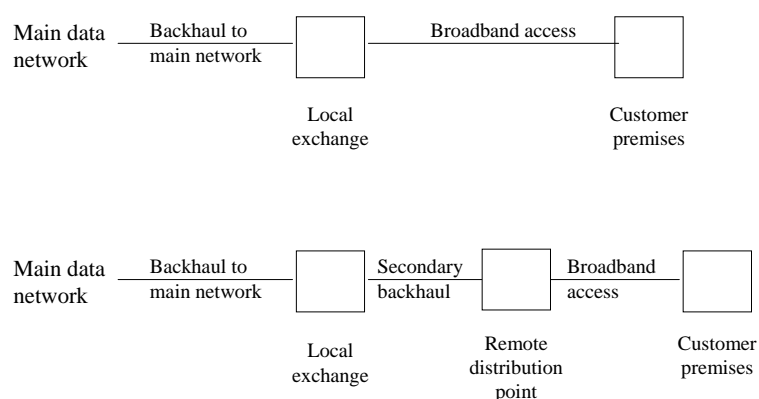 Main data
network
Backhaul to
main network
Broadband access
Local
exchange
Customer
premises
Main data
network
Backhaul to
main network
Secondary
backhaul
Broadband
access
Local
exchange
Remote
distribution
point
Customer
premises